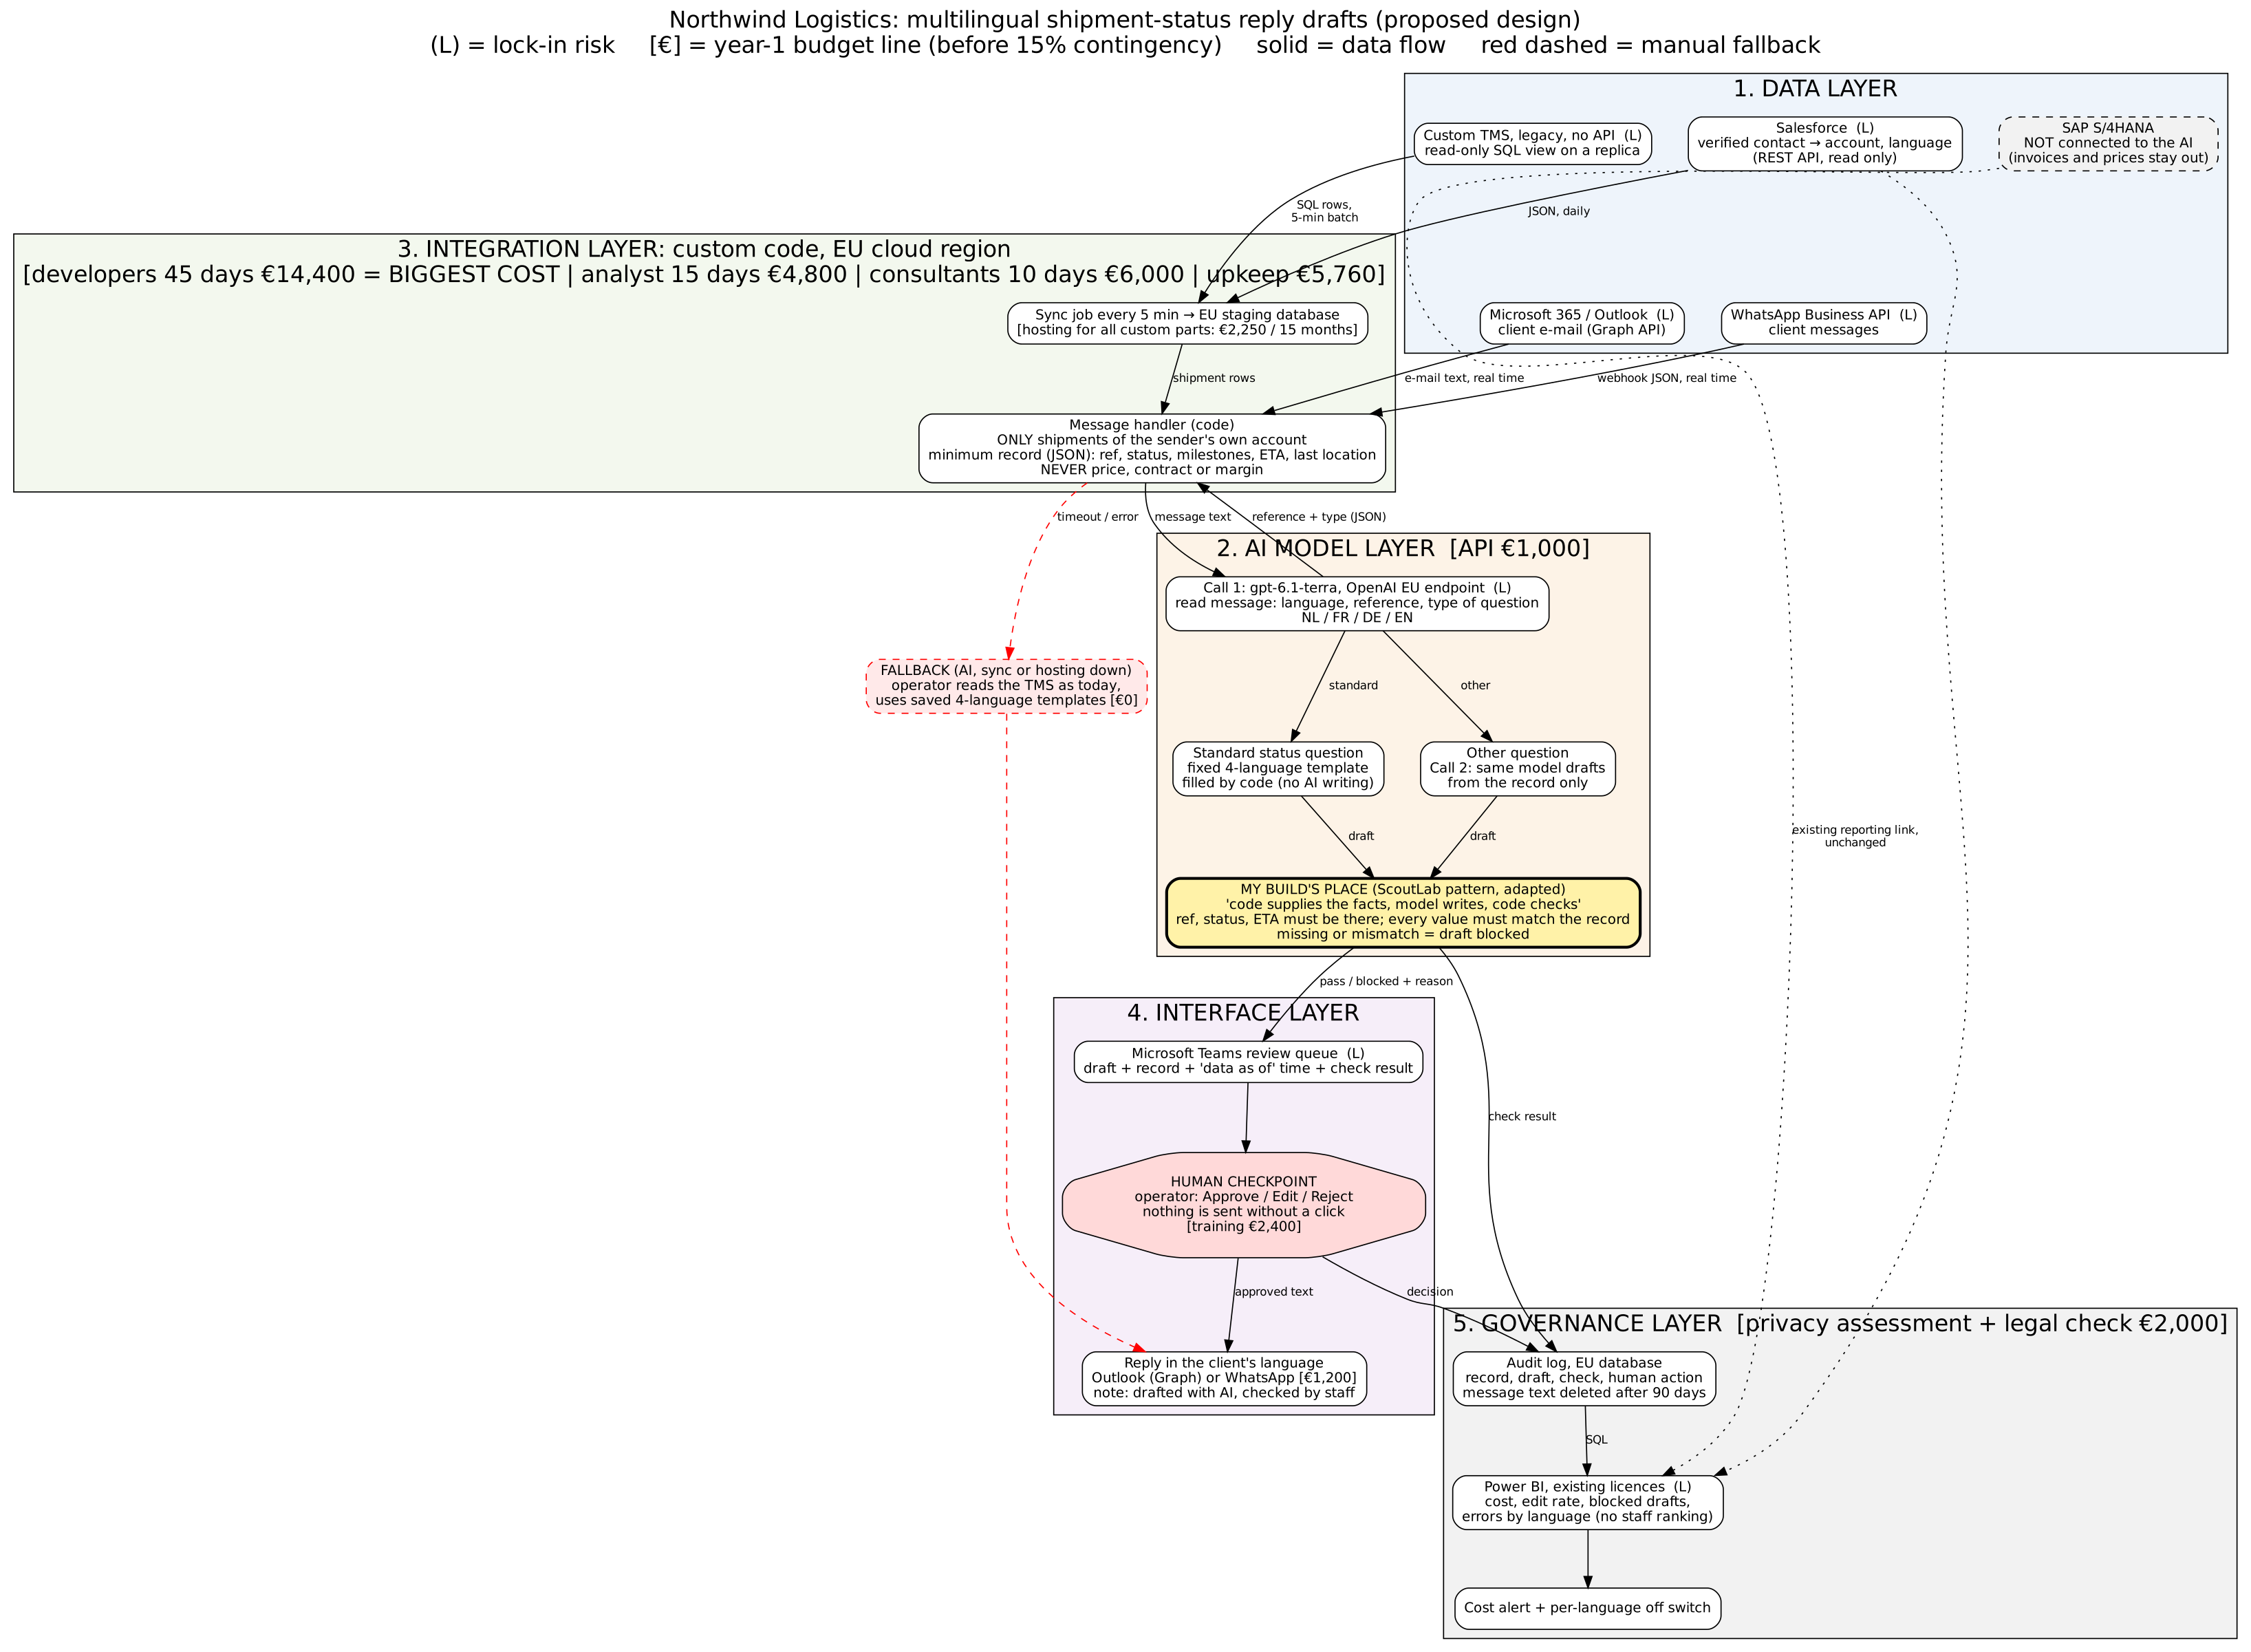 Northwind Logistics: multilingual shipment-status reply drafts (proposed design)
(L) = lock-in risk     [€] = year-1 budget line (before 15% contingency)     solid = data flow     red dashed = manual fallback
1. DATA LAYER
Custom TMS, legacy, no API  (L)
read-only SQL view on a replica
Salesforce  (L)
verified contact → account, language
(REST API, read only)
SAP S/4HANA
NOT connected to the AI
(invoices and prices stay out)
SQL rows,
5-min batch
JSON, daily
3. INTEGRATION LAYER: custom code, EU cloud region
[developers 45 days €14,400 = BIGGEST COST | analyst 15 days €4,800 | consultants 10 days €6,000 | upkeep €5,760]
Sync job every 5 min → EU staging database
[hosting for all custom parts: €2,250 / 15 months]
Microsoft 365 / Outlook  (L)
client e-mail (Graph API)
WhatsApp Business API  (L)
client messages
shipment rows
e-mail text, real time
webhook JSON, real time
Message handler (code)
ONLY shipments of the sender's own account
minimum record (JSON): ref, status, milestones, ETA, last location
NEVER price, contract or margin
timeout / error
message text
reference + type (JSON)
2. AI MODEL LAYER  [API €1,000]
Call 1: gpt-6.1-terra, OpenAI EU endpoint  (L)
read message: language, reference, type of question
NL / FR / DE / EN
FALLBACK (AI, sync or hosting down)
operator reads the TMS as today,
uses saved 4-language templates [€0]
standard
other
Standard status question
fixed 4-language template
filled by code (no AI writing)
Other question
Call 2: same model drafts
from the record only
existing reporting link,
unchanged
draft
draft
MY BUILD'S PLACE (ScoutLab pattern, adapted)
'code supplies the facts, model writes, code checks'
ref, status, ETA must be there; every value must match the record
missing or mismatch = draft blocked
pass / blocked + reason
4. INTERFACE LAYER
Microsoft Teams review queue  (L)
draft + record + 'data as of' time + check result
check result
HUMAN CHECKPOINT
operator: Approve / Edit / Reject
nothing is sent without a click
[training €2,400]
approved text
decision
5. GOVERNANCE LAYER  [privacy assessment + legal check €2,000]
Reply in the client's language
Outlook (Graph) or WhatsApp [€1,200]
note: drafted with AI, checked by staff
Audit log, EU database
record, draft, check, human action
message text deleted after 90 days
SQL
Power BI, existing licences  (L)
cost, edit rate, blocked drafts,
errors by language (no staff ranking)
Cost alert + per-language off switch